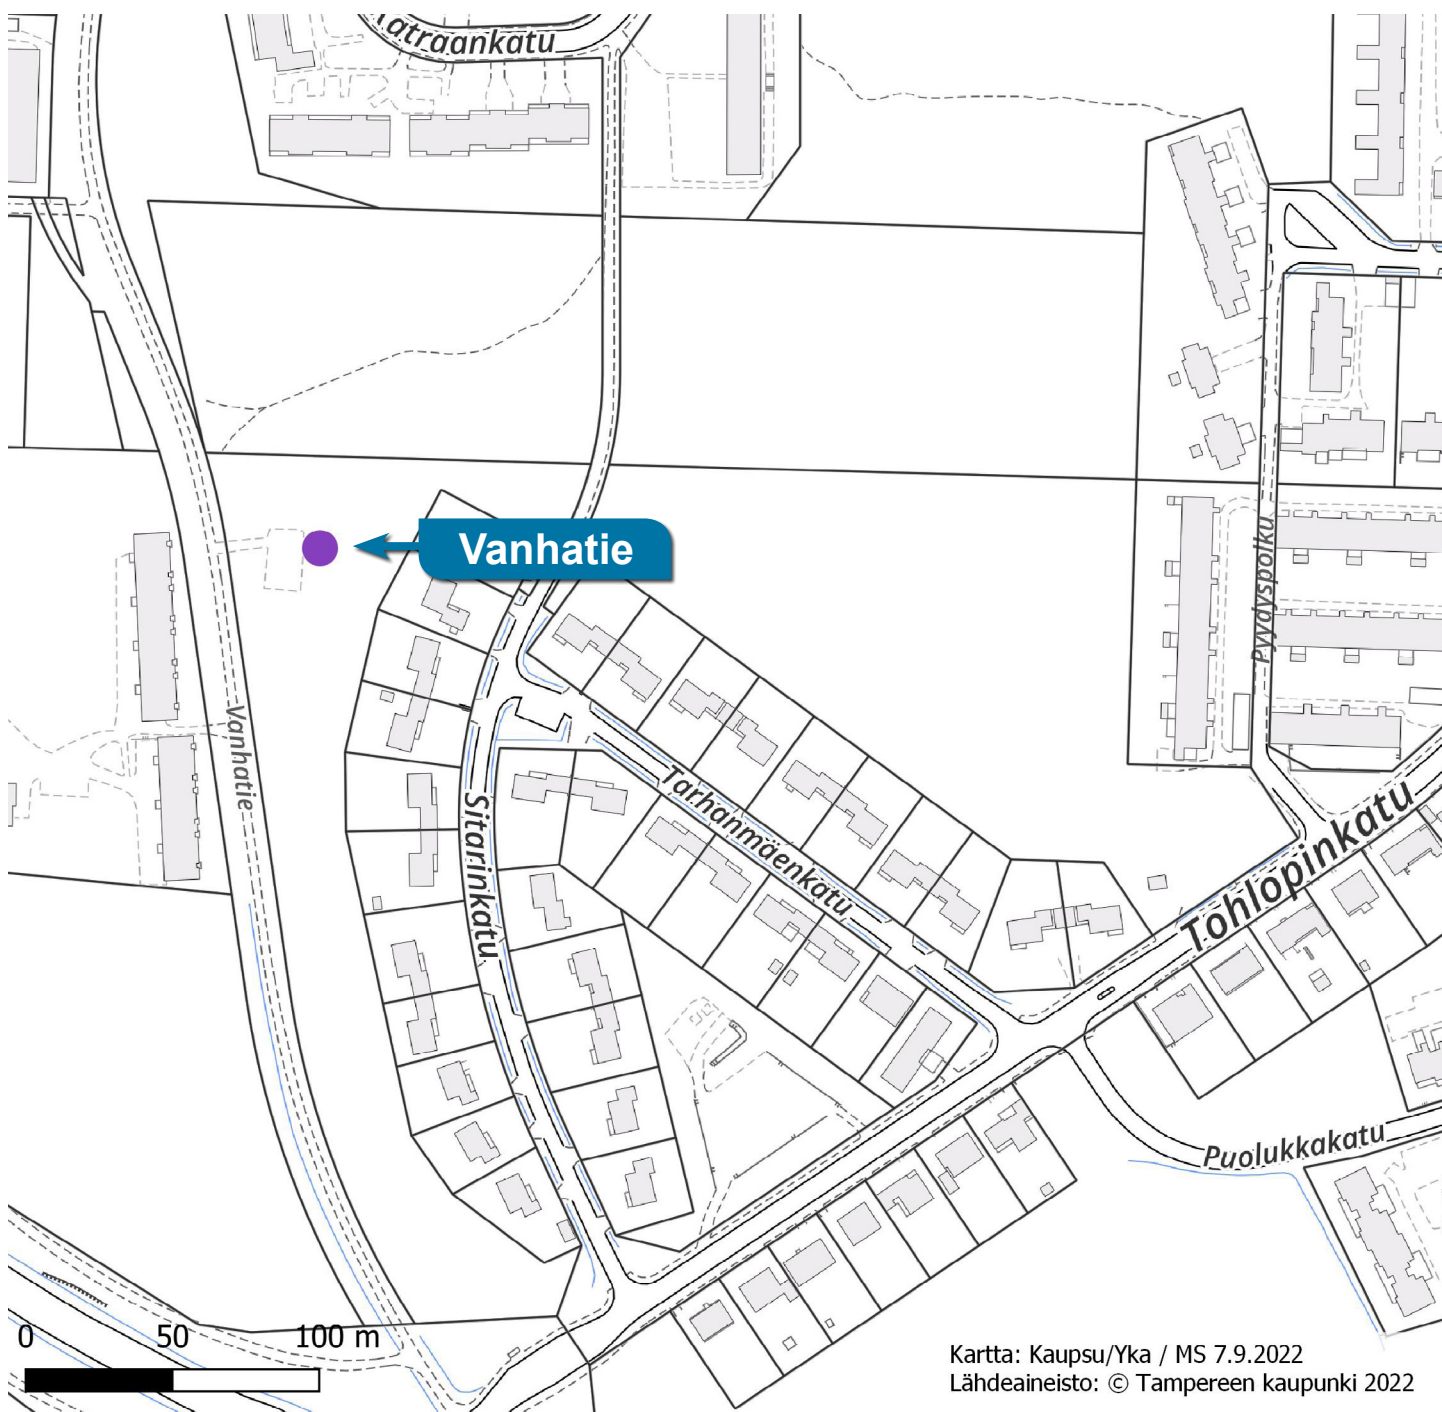 Tatraankatu
Vanhatie
Pyydyspolku
Vanhatie
Sitarinkatu
Tarhanmäenkatu
Tohlopinkatu
Puolukkakatu
0 50 100 m
Kartta: Kaupsu/Yka / MS 7.9.2022
Lähdeaineisto: © Tampereen kaupunki 2022